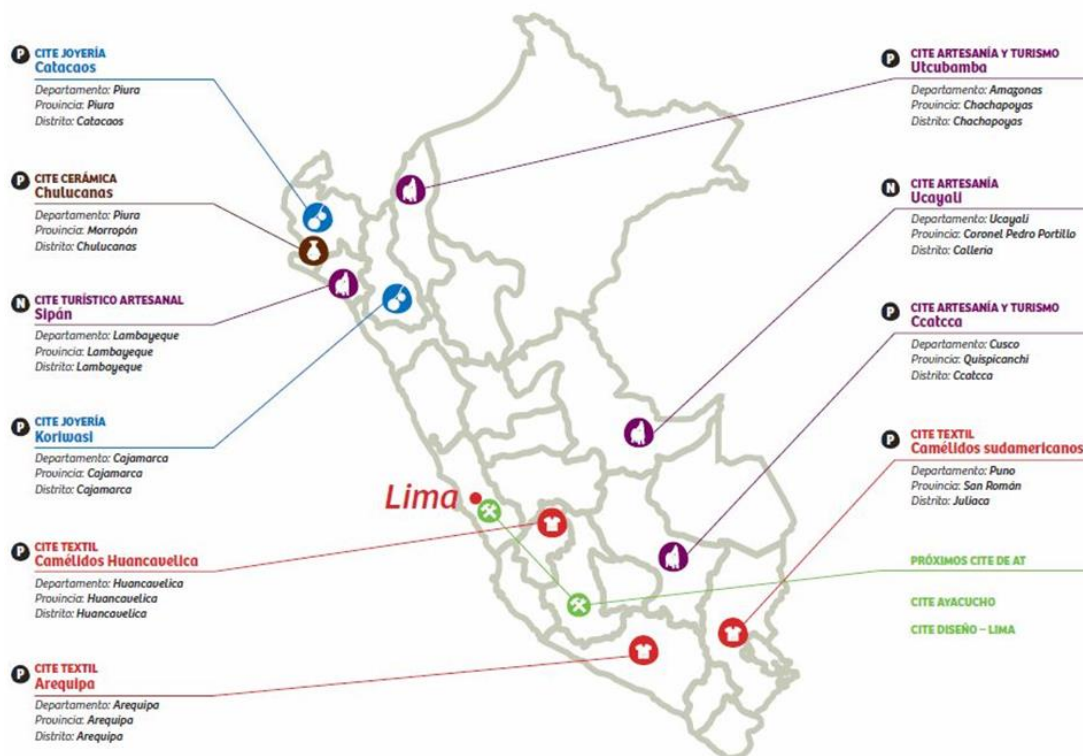 P CITE JOYERÍA
Catacaos
Departamento: Piura
Provincia: Piura
Distrito: Catacaos
P CITE CERÁMICA
Chulucanas
Departamento: Piura
Provincia: Morropón
Distrito: Chulucanas
N CITE TURÍSTICO ARTESANAL
Sipán
Departamento: Lambayeque
Provincia: Lambayeque
Distrito: Lambayeque
P CITE JOYERÍA
Koriwasi
Departamento: Cajamarca
Provincia: Cajamarca
Distrito: Cajamarca
P CITE TEXTIL
Camélidos Huancavelica
Departamento: Huancavelica
Provincia: Huancavelica
Distrito: Huancavelica
P CITE TEXTIL
Arequipa
Departamento: Arequipa
Provincia: Arequipa
Distrito: Arequipa
Lima
P CITE ARTESANÍA Y TURISMO
Utcubamba
Departamento: Amazonas
Provincia: Chachapoyas
Distrito: Chachapoyas
N CITE ARTESANÍA
Ucayali
Departamento: Ucayali
Provincia: Coronel Pedro Portillo
Distrito: Calleria
P CITE ARTESANÍA Y TURISMO
Ccatcca
Departamento: Cusco
Provincia: Quispicanchi
Distrito: Ccatcca
P CITE TEXTIL
Camélidos sudamericanos
Departamento: Puno
Provincia: San Román
Distrito: Juliaca
PRÓXIMOS CITE DE AT
CITE AYACUCHO
CITE DISEÑO – LIMA